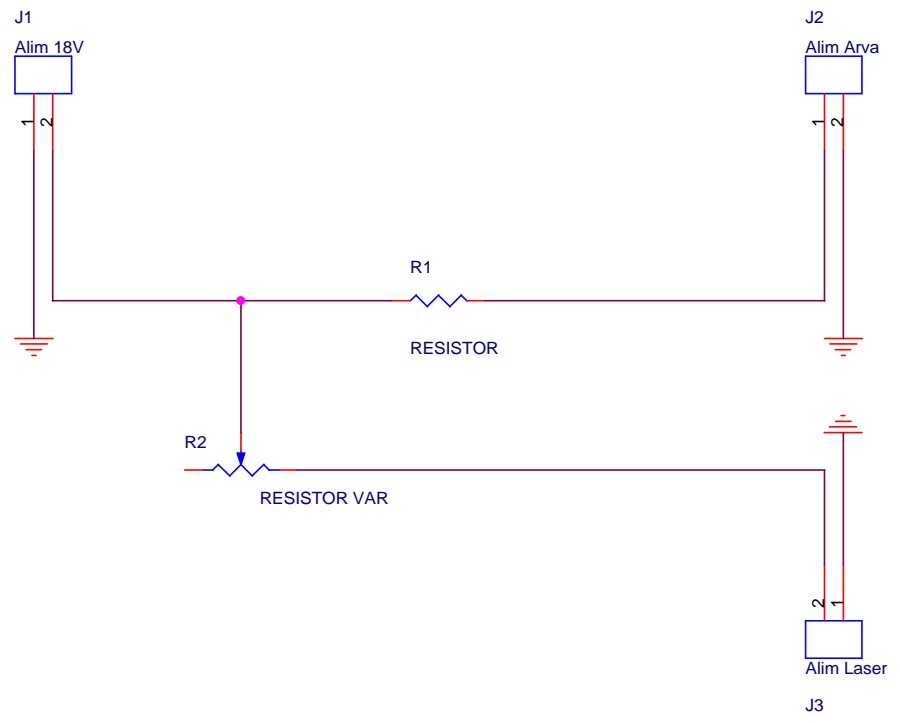 J1
Alim 18V
1
2
J2
Alim Arva
1
2
R1
RESISTOR
R2
RESISTOR VAR
2
1
Alim Laser
J3